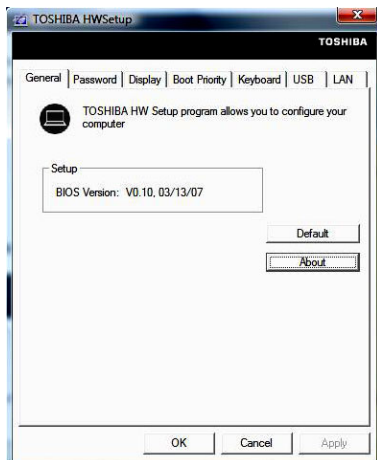 TOSHIBA HWSetup
TOSHIBA
General Password Display Boot Priority Keyboard USB LAN
TOSHIBA HW Setup program allows you to configure your
computer
Setup
BIOS Version: V0.10, 03/13/07
Default
About
OK Cancel Apply